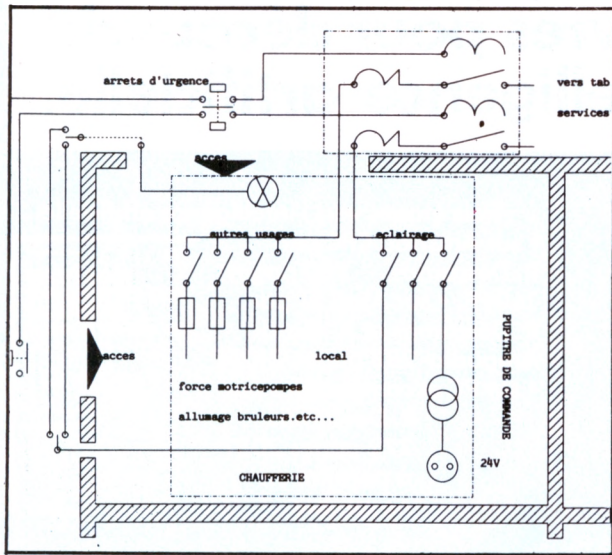 arrets d'urgence
vers tab
services
acces
autres usages
eclairage
acces
local
force motricepompes
allumage bruleurs.etc...
PUPITRE DE COMMANDE
24V
CHAUFFERIE